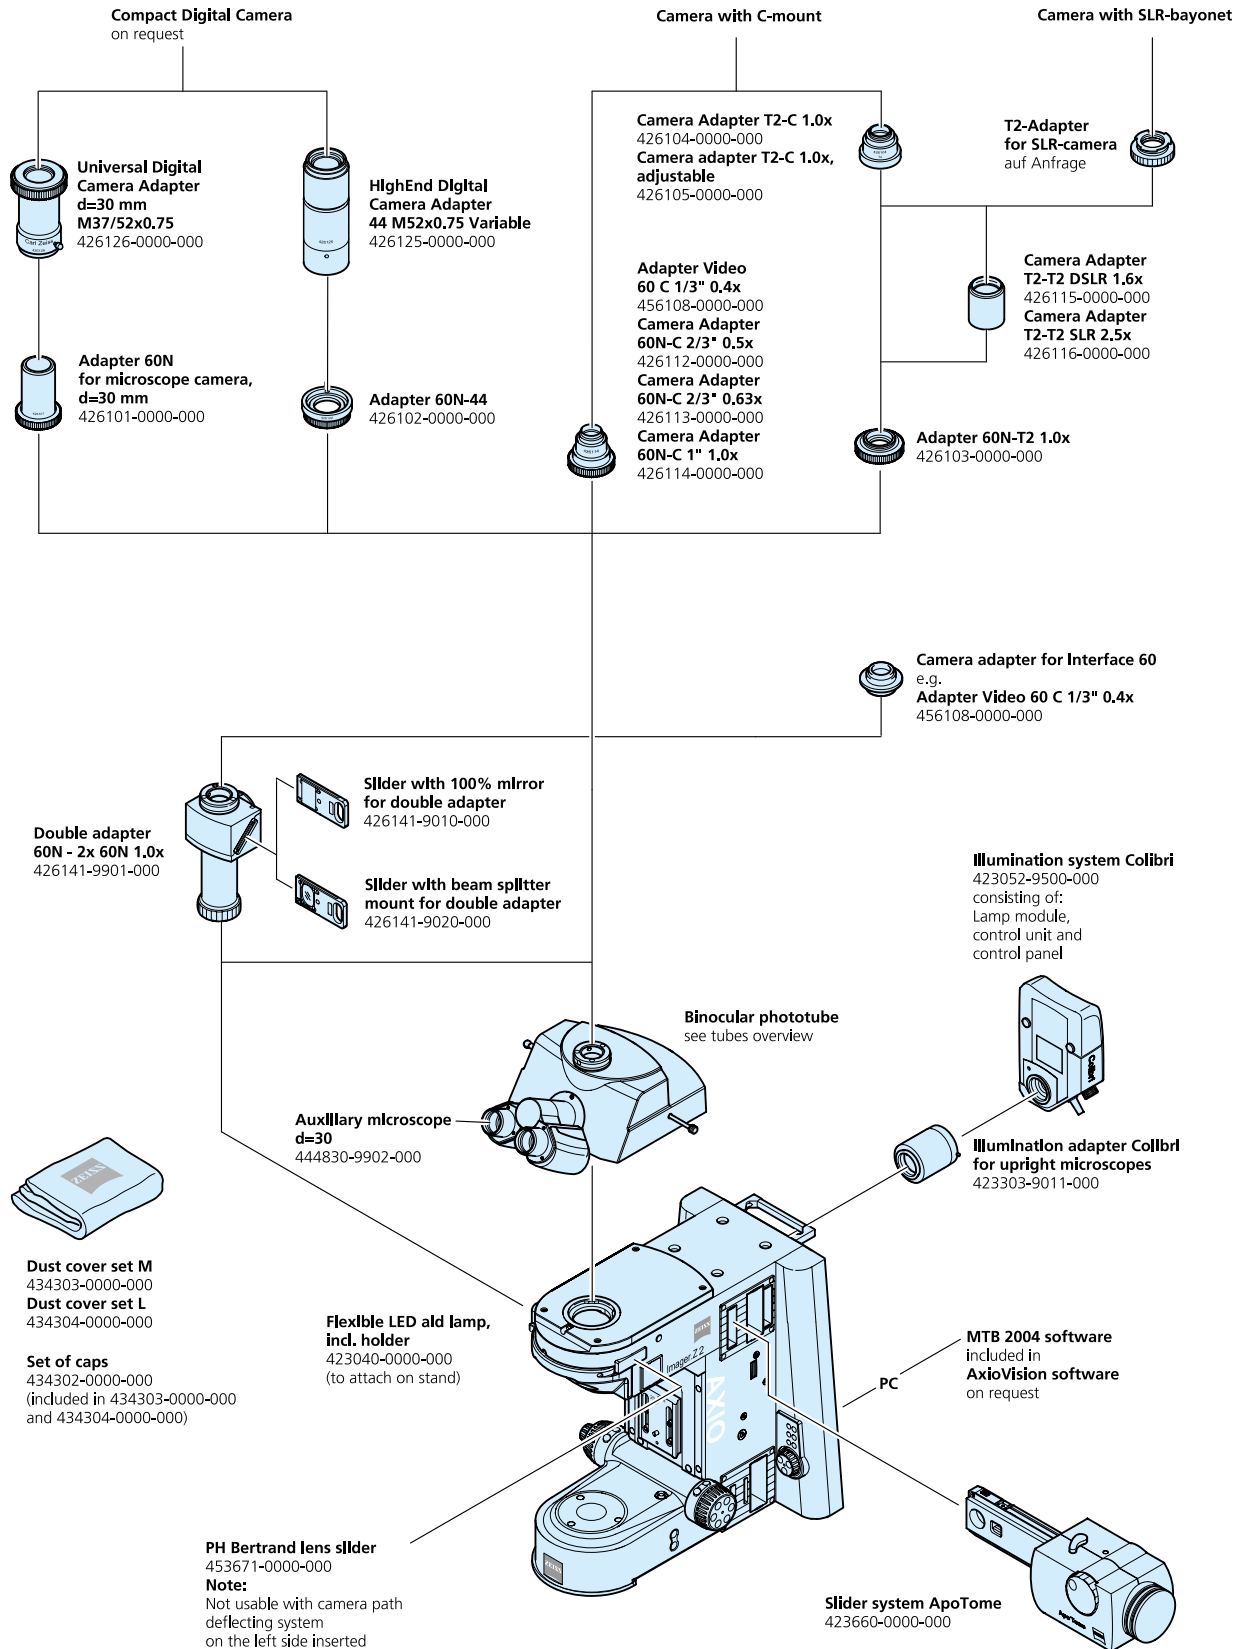 Compact Digital Camera
on request
Camera with C-mount
Camera with SLR-bayonet
Universal Digital
Camera Adapter
d=30 mm
M37/52x0.75
426126-0000-000
HighEnd Digital
Camera Adapter
44 M52x0.75 Variable
426125-0000-000
Camera Adapter T2-C 1.0x
426104-0000-000
Camera adapter T2-C 1.0x,
adjustable
426105-0000-000
T2-Adapter
for SLR-camera
auf Anfrage
Adapter Video
60 C 1/3" 0.4x
456108-0000-000
Camera Adapter
60N-C 2/3" 0.5x
426112-0000-000
Camera Adapter
60N-C 2/3" 0.63x
426113-0000-000
Camera Adapter
60N-C 1" 1.0x
426114-0000-000
Camera Adapter
T2-T2 DSLR 1.6x
426115-0000-000
Camera Adapter
T2-T2 SLR 2.5x
426116-0000-000
Adapter 60N
for microscope camera,
d=30 mm
426101-0000-000
Adapter 60N-44
426102-0000-000
Adapter 60N-T2 1.0x
426103-0000-000
Carl Zeiss
Camera adapter for Interface 60
e.g.
Adapter Video 60 C 1/3" 0.4x
456108-0000-000
Slider with 100% mirror
for double adapter
426141-9010-000
Double adapter
60N - 2x 60N 1.0x
426141-9901-000
Slider with beam splitter
mount for double adapter
426141-9020-000
Illumination system Colibri
423052-9500-000
consisting of:
Lamp module,
control unit and
control panel
Colibri
Binocular phototube
see tubes overview
Auxiliary microscope
d=30
444830-9902-000
Illumination adapter Colibri
for upright microscopes
423303-9011-000
ZEISS
Dust cover set M
434303-0000-000
Dust cover set L
434304-0000-000
Set of caps
434302-0000-000
(included in 434303-0000-000
and 434304-0000-000)
Flexible LED aid lamp,
incl. holder
423040-0000-000
(to attach on stand)
ZEISS
Imager.Z2
AXIO
ZEISS
PC
MTB 2004 software
included in
AxioVision software
on request
PH Bertrand lens slider
453671-0000-000
Note:
Not usable with camera path
deflecting system
on the left side inserted
Slider system ApoTome
423660-0000-000
ApoTome